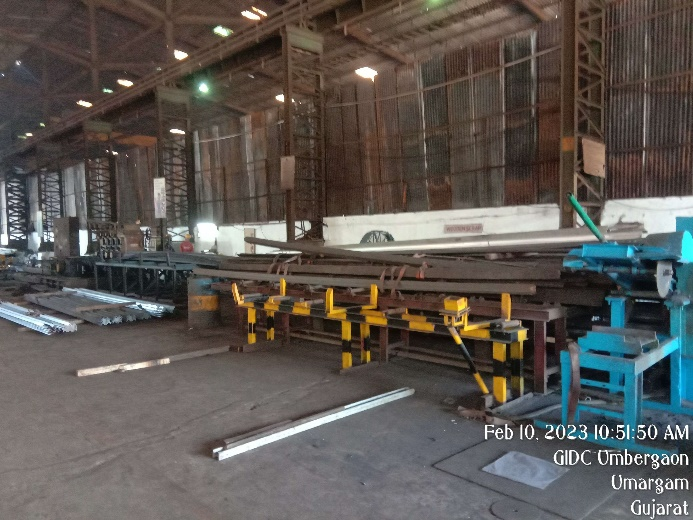 Feb 10, 2023 10:51:50 AM
GIDC Umbergaon
Umargam
Gujarat